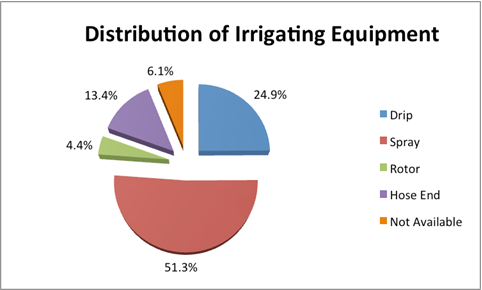 Distribution of Irrigating Equipment
6.1%
13.4%
24.9%
4.4%
51.3%
Drip
Spray
Rotor
Hose End
Not Available